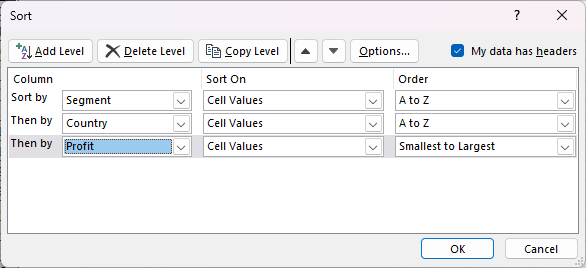 Sort ? ×
Add Level Delete Level Copy Level Options... My data has headers
Column Sort On Order
Sort by Segment Cell Values A to Z
Then by Country Cell Values A to Z
Then by Profit Cell Values Smallest to Largest
OK Cancel